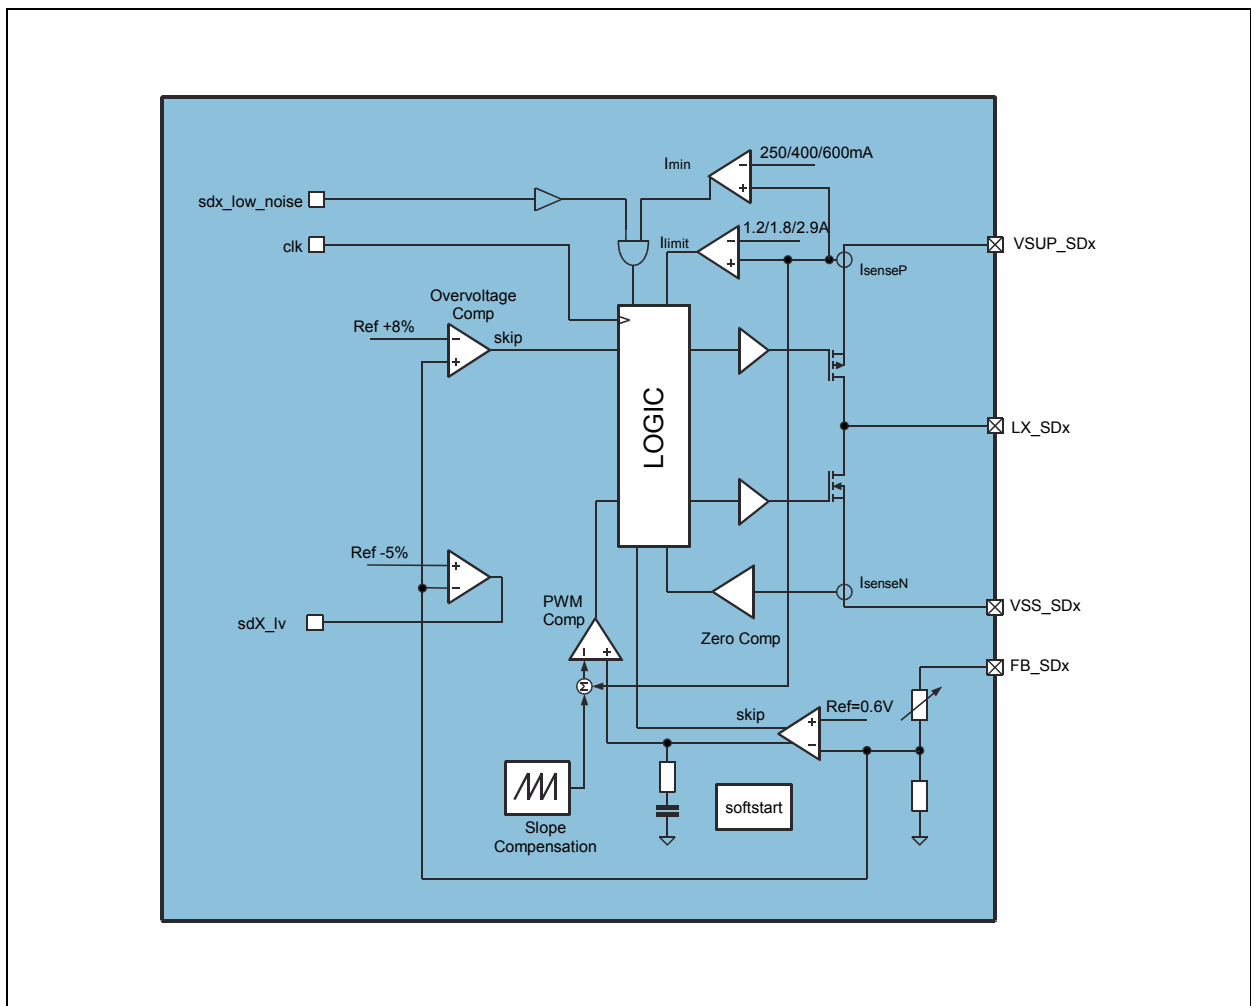 250/400/600mA
Imin
sdx_low_noise
1.2/1.8/2.9A
clk
Ilimit
VSUP_SDx
IsenseP
Overvoltage
Comp
Ref +8%
skip
LOGIC
LX_SDx
Ref -5%
PWM
Comp
IsenseN
sdX_lv
Zero Comp
VSS_SDx
FB_SDx
Σ
Ref=0.6V
skip
softstart
Slope
Compensation